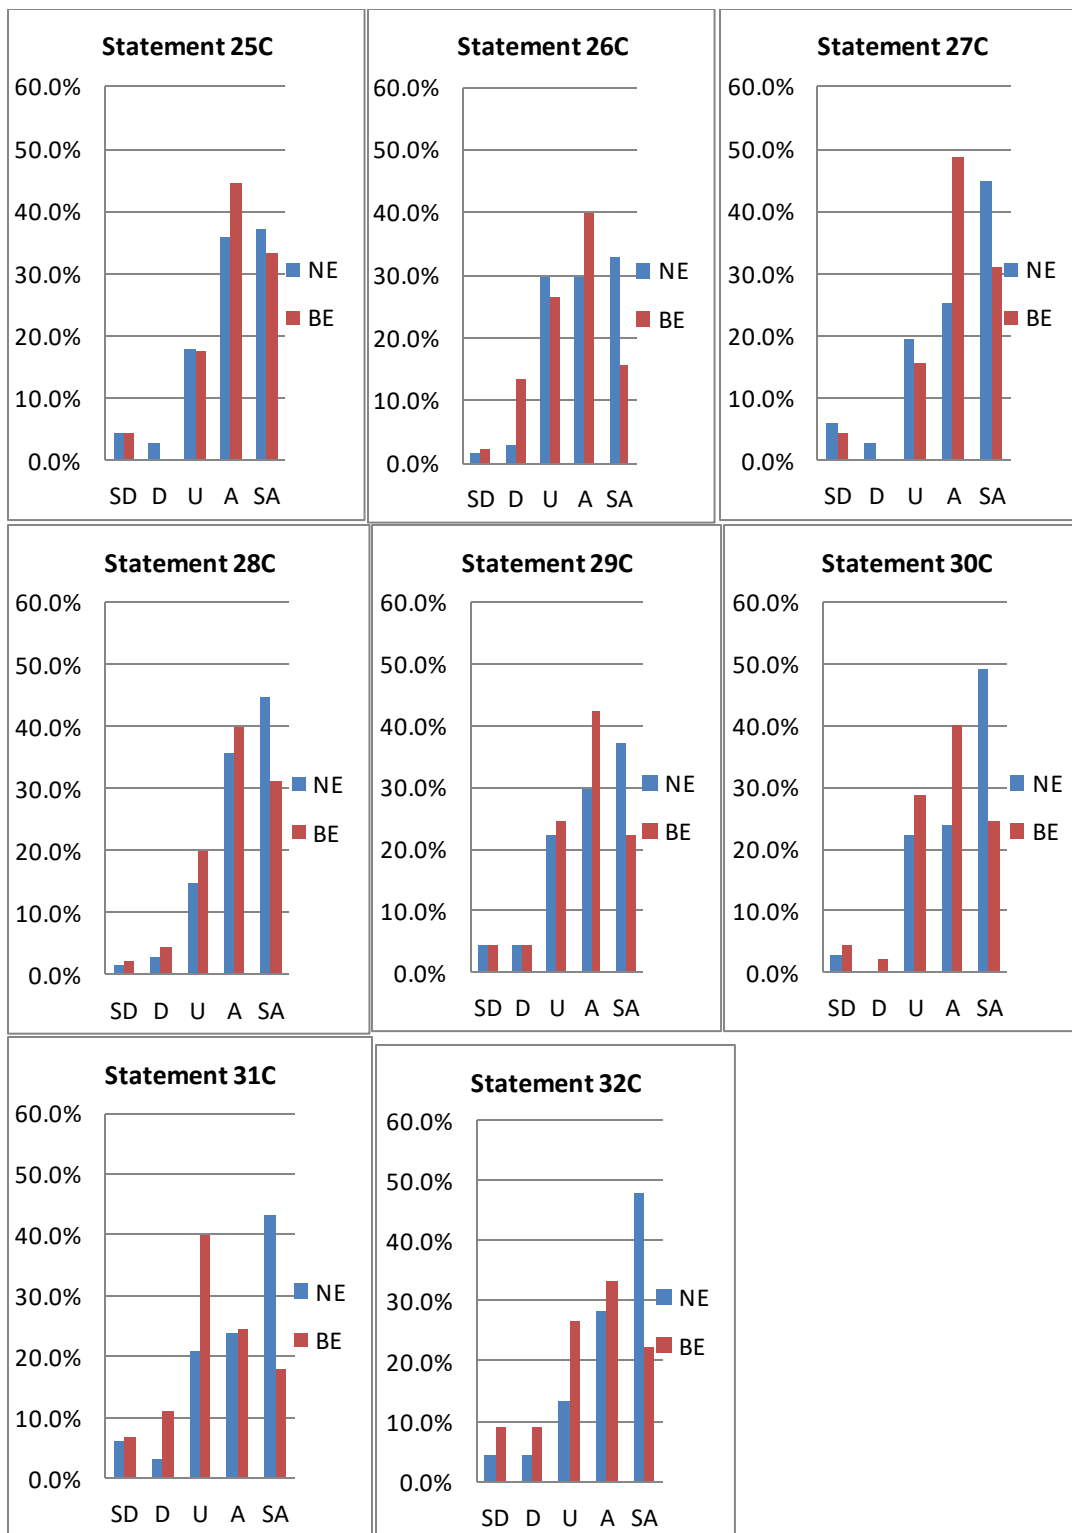 Statement 25C
60.0%
50.0%
40.0%
30.0%
20.0%
10.0%
0.0%
SD D U A SA
NE
BE
Statement 26C
60.0%
50.0%
40.0%
30.0%
20.0%
10.0%
0.0%
SD D U A SA
NE
BE
Statement 27C
60.0%
50.0%
40.0%
30.0%
20.0%
10.0%
0.0%
SD D U A SA
NE
BE
Statement 28C
60.0%
50.0%
40.0%
30.0%
20.0%
10.0%
0.0%
SD D U A SA
NE
BE
Statement 29C
60.0%
50.0%
40.0%
30.0%
20.0%
10.0%
0.0%
SD D U A SA
NE
BE
Statement 30C
60.0%
50.0%
40.0%
30.0%
20.0%
10.0%
0.0%
SD D U A SA
NE
BE
Statement 31C
60.0%
50.0%
40.0%
30.0%
20.0%
10.0%
0.0%
SD D U A SA
NE
BE
Statement 32C
60.0%
50.0%
40.0%
30.0%
20.0%
10.0%
0.0%
SD D U A SA
NE
BE